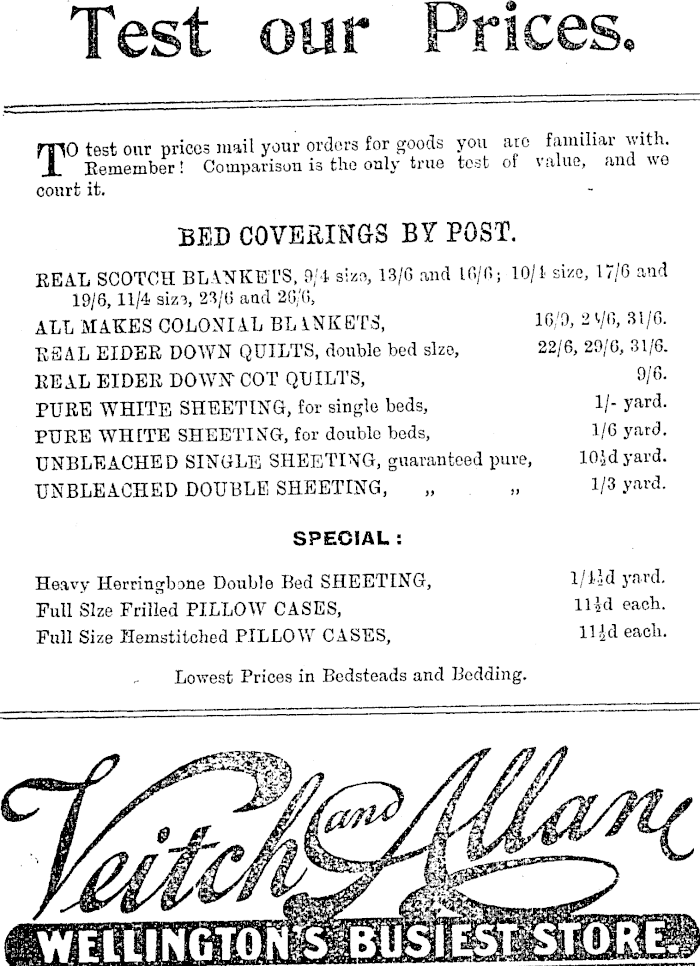 Test our Prices.
TO test our prices mail your orders for goods you are familiar with.
Remember! Comparison is the only true test of value, and we
court it.
BED COVERINGS BY POST.
REAL SCOTCH BLANKETS, 9/4 size, 13/6 and 16/6; 10/4 size, 17/6 and
19/6, 11/4 size, 23/6 and 26/6,
ALL MAKES COLONIAL BLANKETS, 16/9, 31/6.
REAL EIDER DOWN QUILTS, double bed size, 22/6, 29/6, 31/6.
REAL EIDER DOWN COT QUILTS, 9/6.
PURE WHITE SHEETING, for single beds, 1/- yard.
PURE WHITE SHEETING, for double beds, 1/6 yard.
UNBLEACHED SINGLE SHEETING, guaranteed pure, 10½d yard.
UNBLEACHED DOUBLE SHEETING, „ „ 1/3 yard.
SPECIAL:
Heavy Herringbone Double Bed SHEETING, 1/4½d yard.
Full Size Frilled PILLOW CASES, 11½d each.
Full Size Hemstitched PILLOW CASES, 11½d each.
Lowest Prices in Bedsteads and Bedding.
Veitch and Allan
WELLINGTON'S BUSIEST STORE.